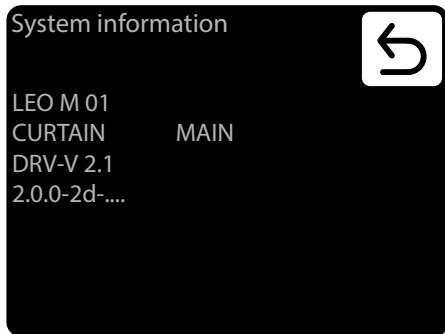 System information
LEO M 01
CURTAIN MAIN
DRV-V 2.1
2.0.0-2d-....